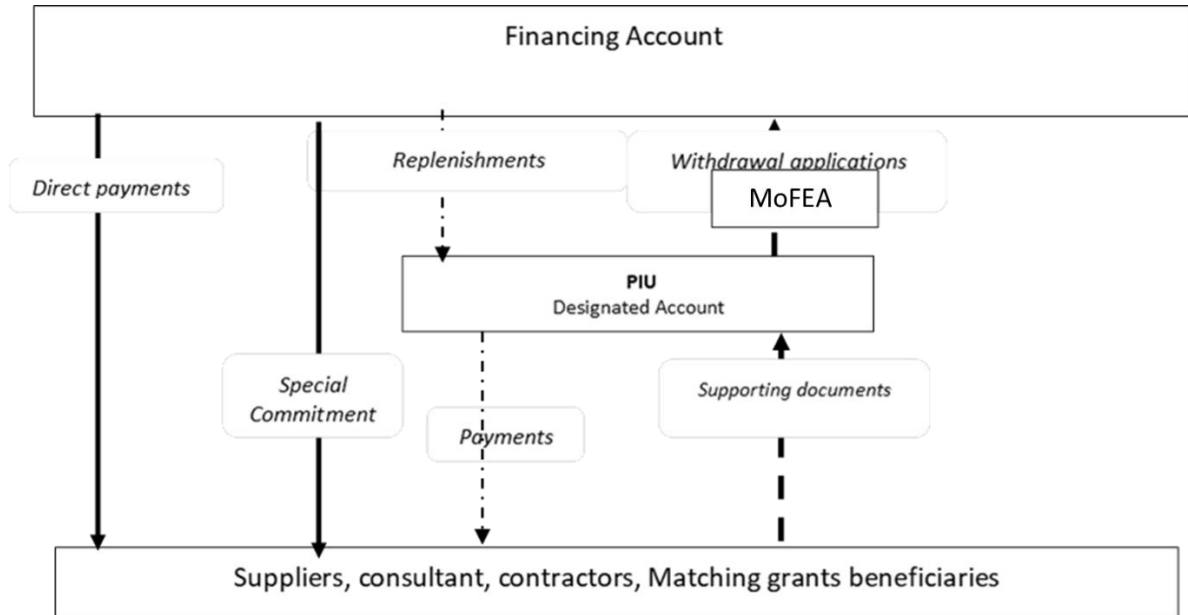 Financing Account
Replenishments
Withdrawal applications
Direct payments
MoFEA
PIU
Designated Account
Special
Commitment
Supporting documents
Payments
Suppliers, consultant, contractors, Matching grants beneficiaries